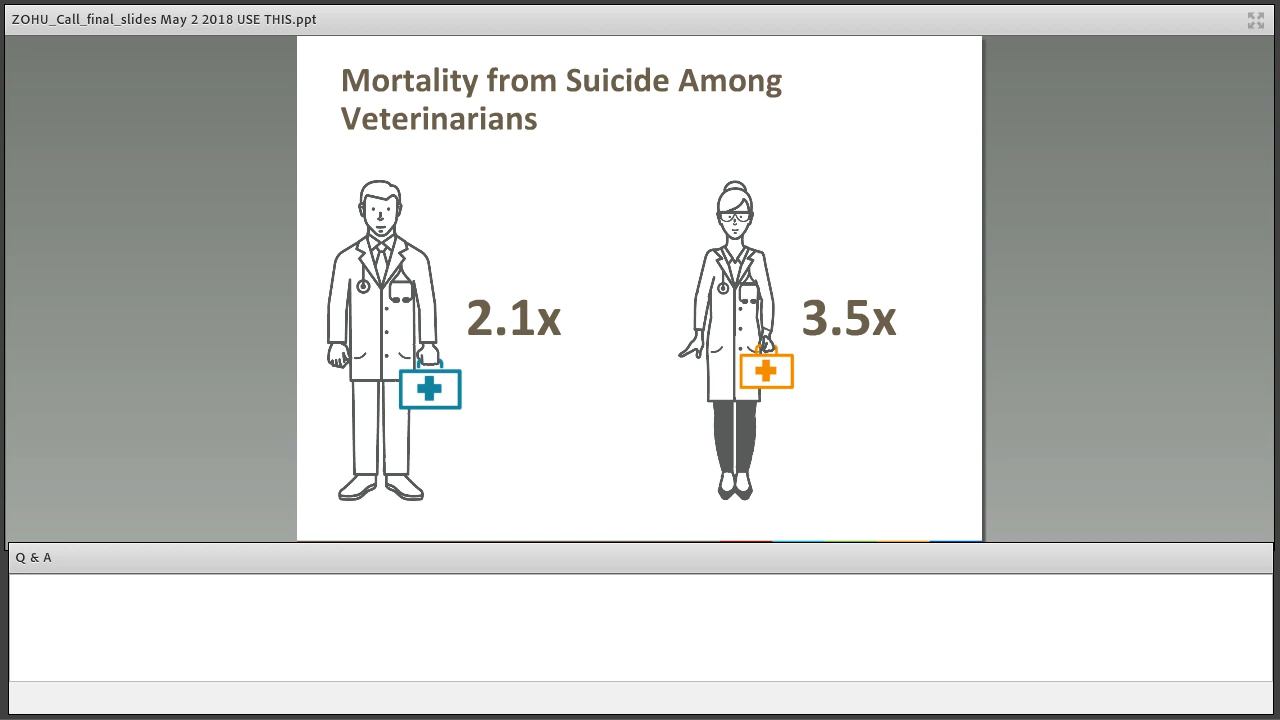 ZOHU_Call_final_slides May 2 2018 USE THIS.ppt
Mortality from Suicide Among
Veterinarians
2.1x
3.5x
Q & A